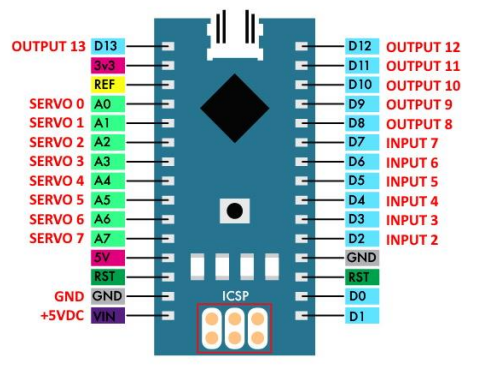 OUTPUT 13 D13
3v3
REF
SERVO 0 A0
SERVO 1 A1
SERVO 2 A2
SERVO 3 A3
SERVO 4 A4
SERVO 5 A5
SERVO 6 A6
SERVO 7 A7
5V
RST
GND GND
+5VDC VIN
ICSP
D12 OUTPUT 12
D11 OUTPUT 11
D10 OUTPUT 10
D9 OUTPUT 9
D8 OUTPUT 8
D7 INPUT 7
D6 INPUT 6
D5 INPUT 5
D4 INPUT 4
D3 INPUT 3
D2 INPUT 2
GND
RST
D0
D1